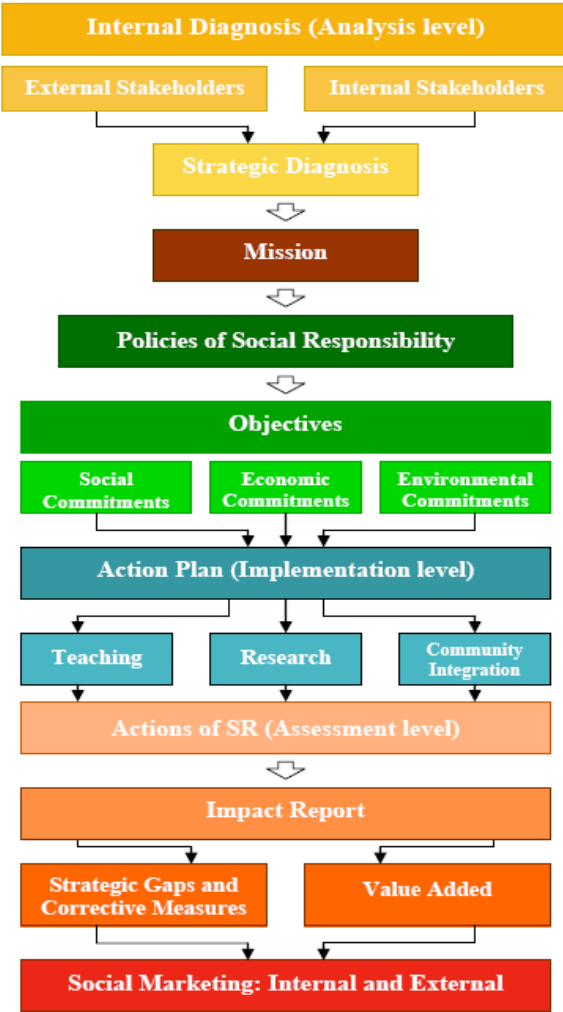 Internal Diagnosis (Analysis level)
External Stakeholders
Internal Stakeholders
Strategic Diagnosis
Mission
Policies of Social Responsibility
Objectives
Social
Commitments
Economic
Commitments
Environmental
Commitments
Action Plan (Implementation level)
Teaching
Research
Community
Integration
Actions of SR (Assessment level)
Impact Report
Strategic Gaps and
Corrective Measures
Value Added
Social Marketing: Internal and External